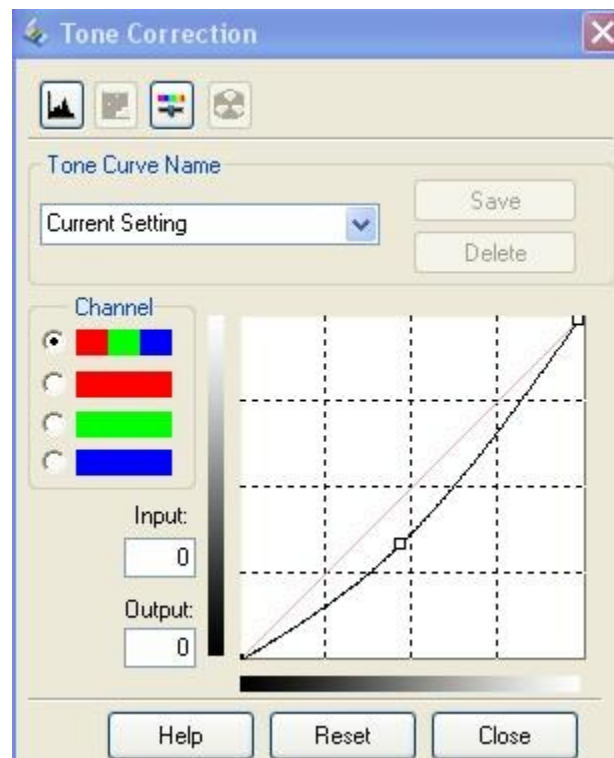 Tone Correction
Tone Curve Name
Current Setting
Save
Delete
Channel
Input:
0
Output:
0
Help
Reset
Close